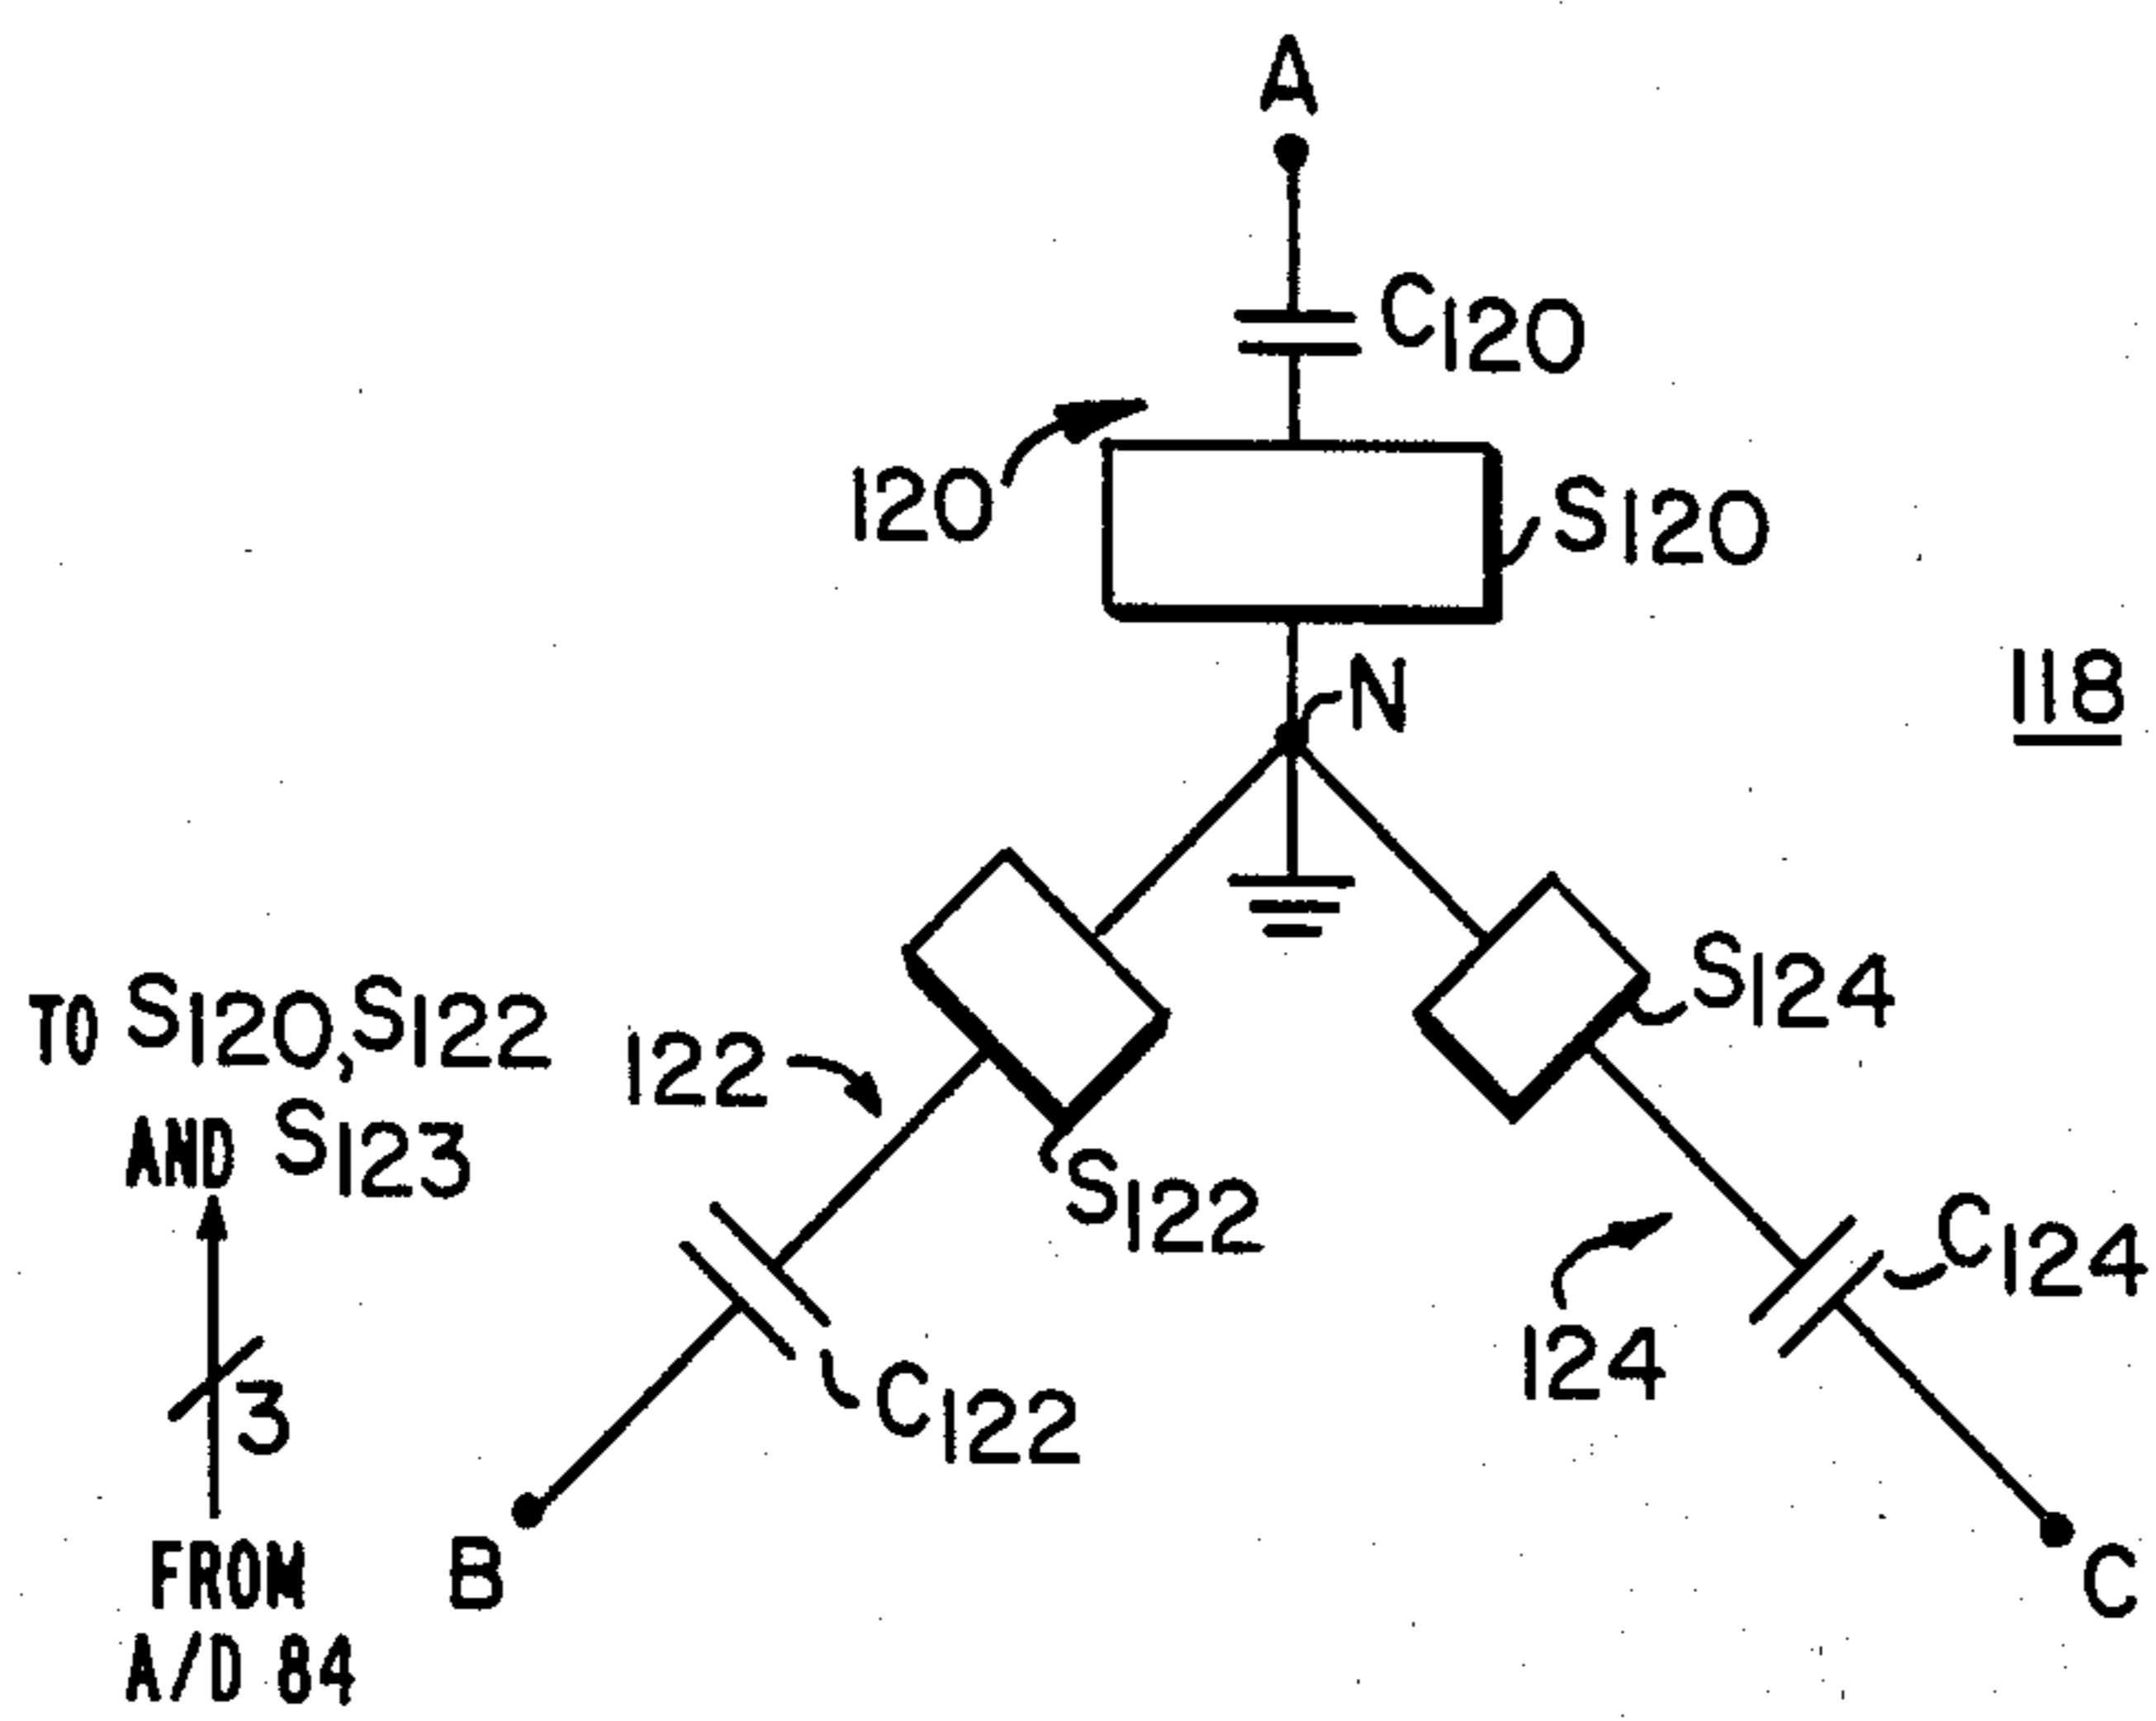 A
C120
120
S120
N
118
S124
TO S120,S122
AND S123
122
S122
C124
124
3
C122
B
C
FROM
A/D 84